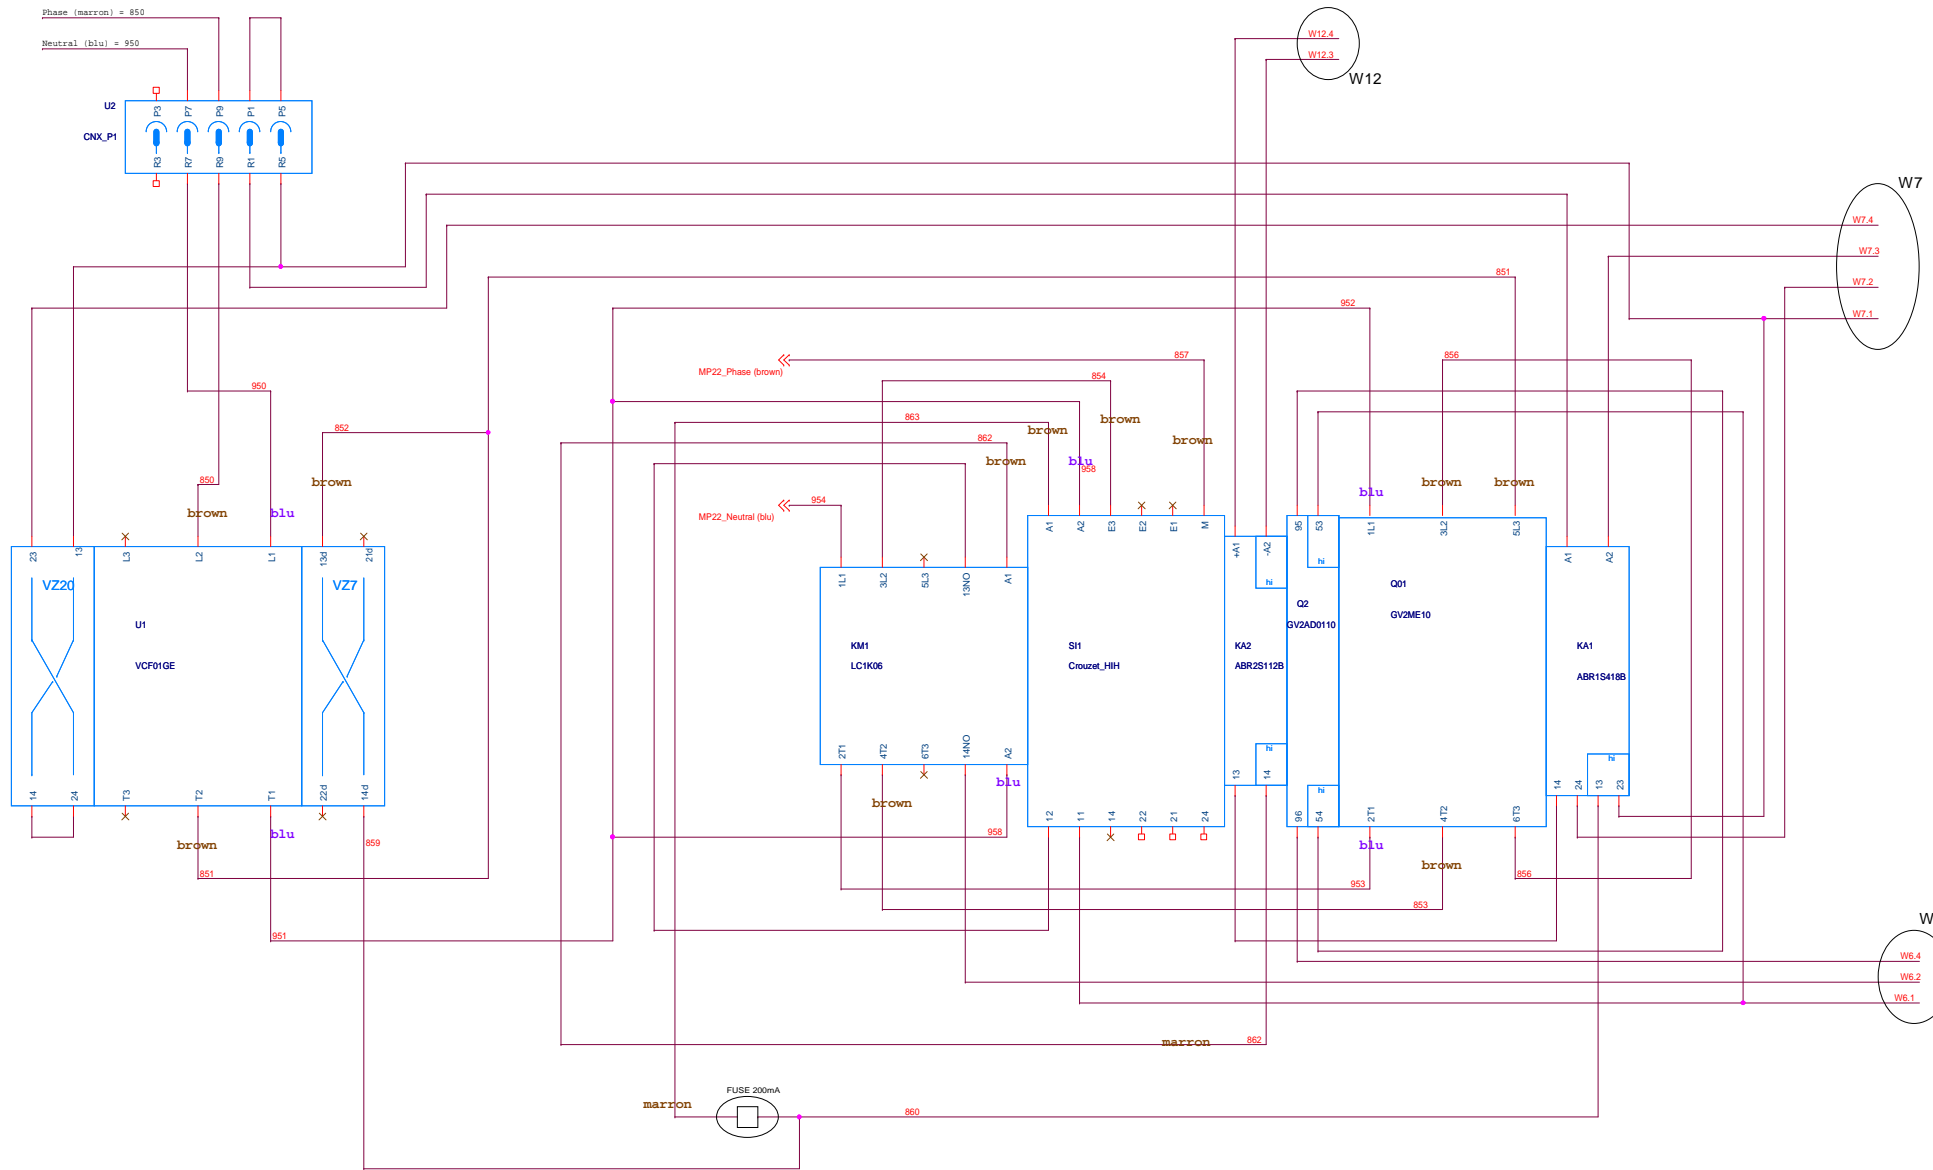 Phase (marron) = 850
Neutral (blu) = 950
W12.4
W12.3
W12
U2
CNX_P1
P3 P7 P9 P1 P5
R3 R7 R9 R1 R5
W7
W7.4
W7.3
W7.2
W7.1
851
952
857
MP22_Phase (brown)
856
854
950
863
brown
brown
852
862
brown
brown
blu
958
850
brown
brown
blu
brown
brown
954
MP22_Neutral (blu)
brown
blu
A1 A2 E3 E2 E1 M
95 53 1L1 3L2 5L3
23 13 L3 L2 L1 13d 21d
+A1 -A2
A1 A2
1L1 3L2 5L3 13NO A1
hi
hi
VZ20
VZ7
Q01
GV2ME10
Q2
GV2AD0110
U1
VCF01GE
KM1
LC1K06
SI1
Crouzet_HIH
KA2
ABR2S112B
KA1
ABR1S418B
2T1 4T2 6T3 14NO A2
hi
hi
13 14
14 24 13 23
hi
14 24 T3 T2 T1 22d 14d
blu
brown
12 11 14 22 21 24
96 54 2T1 4T2 6T3
blu
brown
859
958
blu
brown
851
856
953
853
951
W
W6.4
W6.2
W6.1
marron
862
FUSE 200mA
marron
860